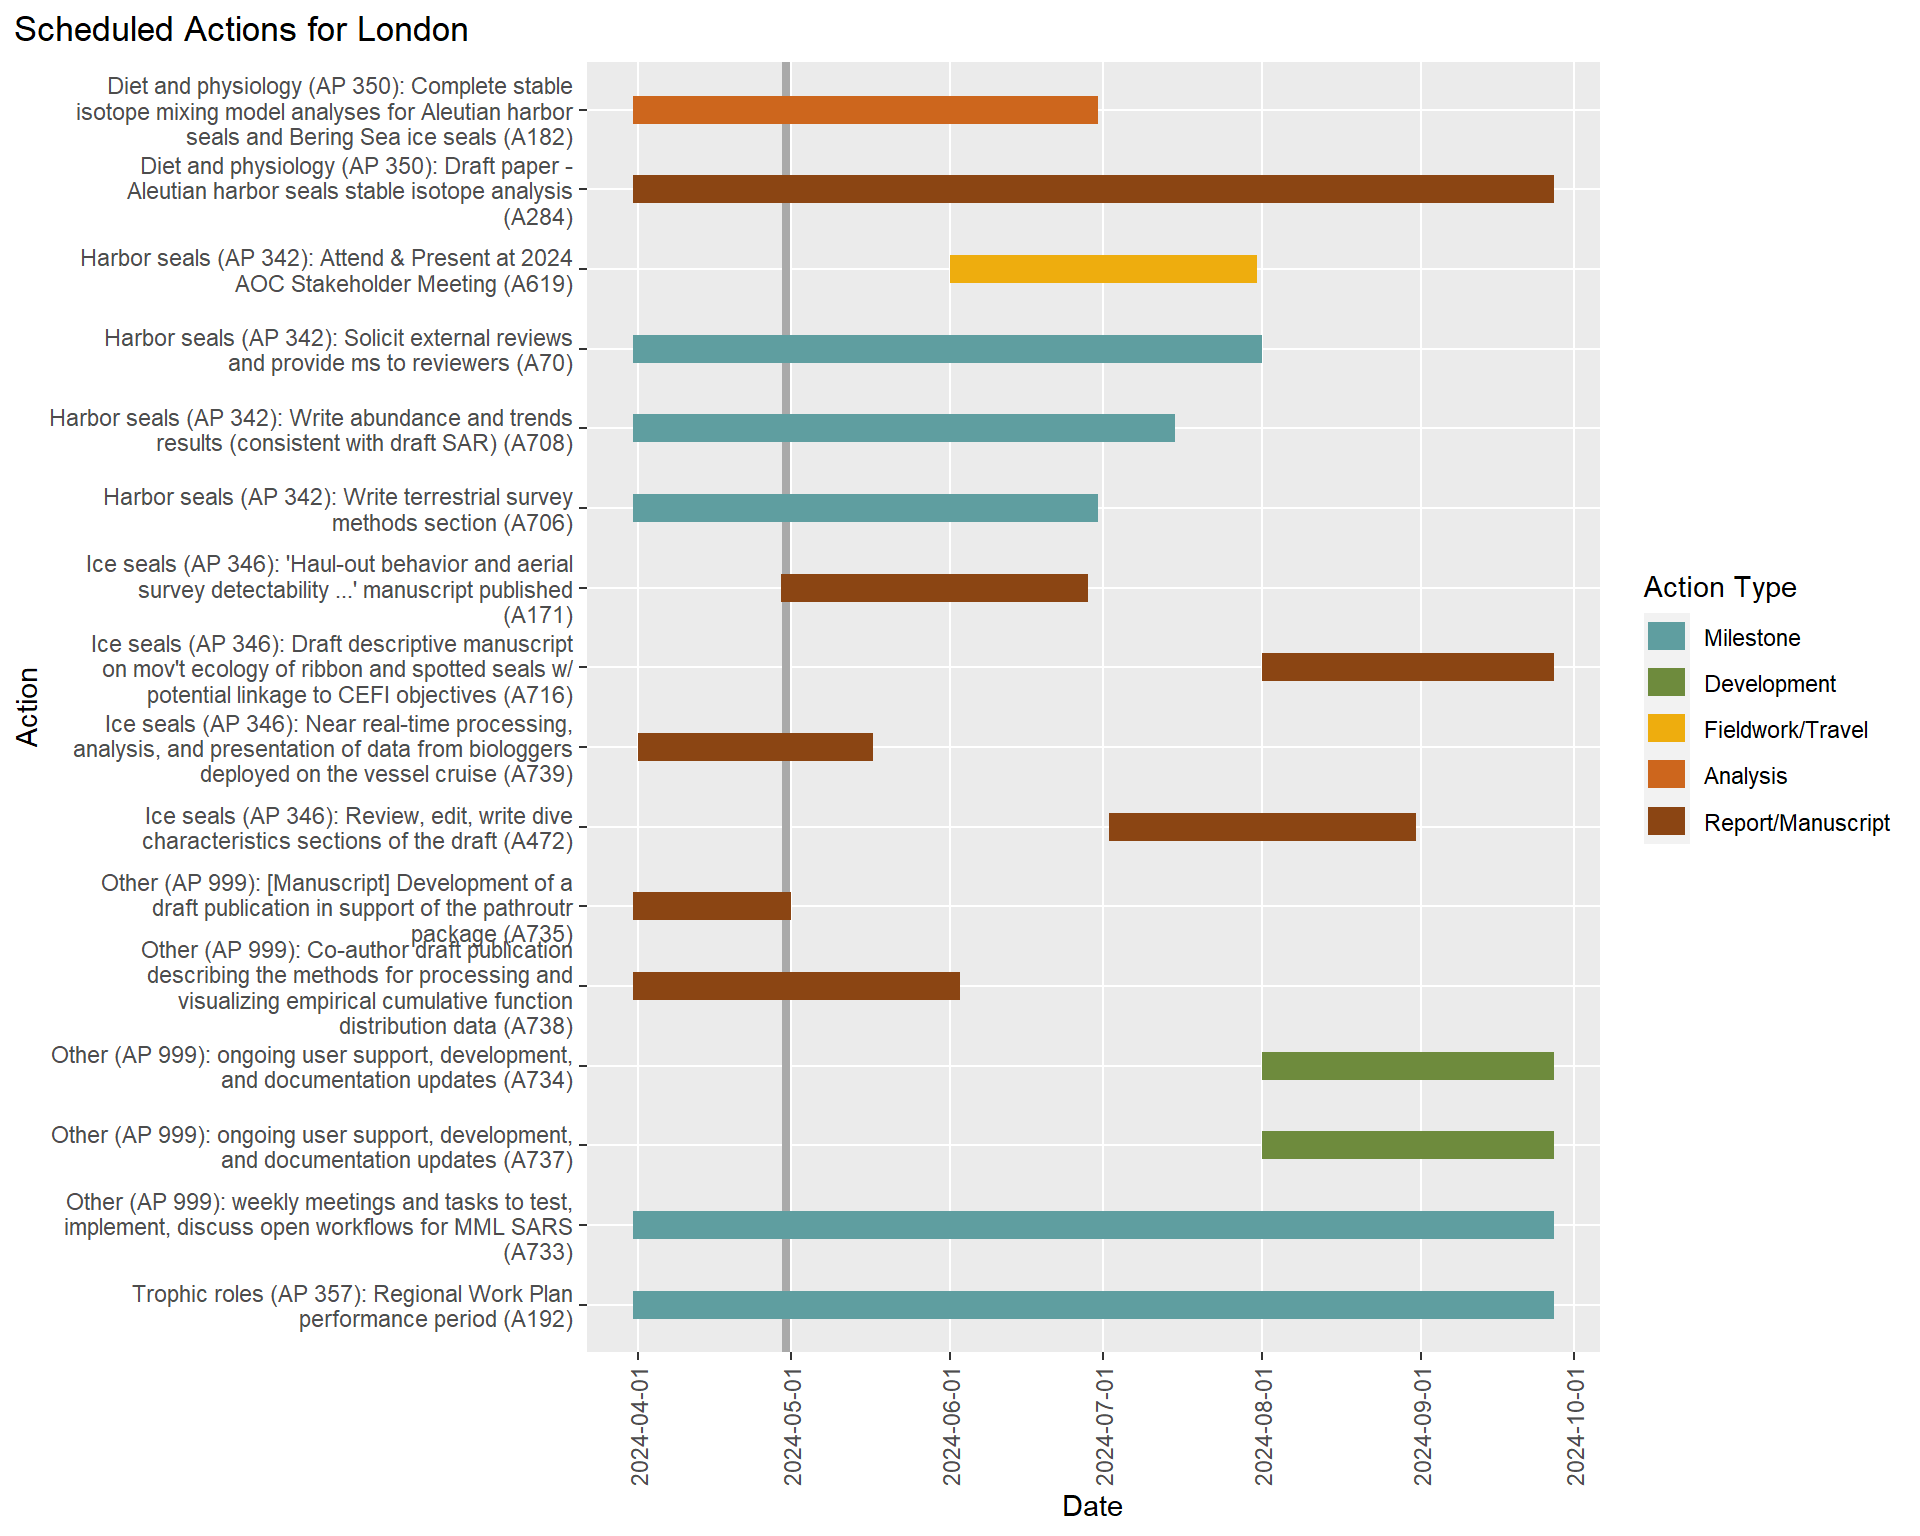 Scheduled Actions for London
Diet and physiology (AP 350): Complete stable
isotope mixing model analyses for Aleutian harbor
seals and Bering Sea ice seals (A182)
Diet and physiology (AP 350): Draft paper -
Aleutian harbor seals stable isotope analysis
(A284)
Harbor seals (AP 342): Attend & Present at 2024
AOC Stakeholder Meeting (A619)
Harbor seals (AP 342): Solicit external reviews
and provide ms to reviewers (A70)
Harbor seals (AP 342): Write abundance and trends
results (consistent with draft SAR) (A708)
Harbor seals (AP 342): Write terrestrial survey
methods section (A706)
Ice seals (AP 346): 'Haul-out behavior and aerial
survey detectability ...' manuscript published
(A171)
Ice seals (AP 346): Draft descriptive manuscript
on mov't ecology of ribbon and spotted seals w/
potential linkage to CEFI objectives (A716)
Ice seals (AP 346): Near real-time processing,
analysis, and presentation of data from biologgers
deployed on the vessel cruise (A739)
Ice seals (AP 346): Review, edit, write dive
characteristics sections of the draft (A472)
Other (AP 999): [Manuscript] Development of a
draft publication in support of the pathroutr
package (A735)
Other (AP 999): Co-author draft publication
describing the methods for processing and
visualizing empirical cumulative function
distribution data (A738)
Other (AP 999): ongoing user support, development,
and documentation updates (A734)
Other (AP 999): ongoing user support, development,
and documentation updates (A737)
Other (AP 999): weekly meetings and tasks to test,
implement, discuss open workflows for MML SARS
(A733)
Trophic roles (AP 357): Regional Work Plan
performance period (A192)
Action
2024-04-01
2024-05-01
2024-06-01
2024-07-01
2024-08-01
2024-09-01
2024-10-01
Date
Action Type
Milestone
Development
Fieldwork/Travel
Analysis
Report/Manuscript